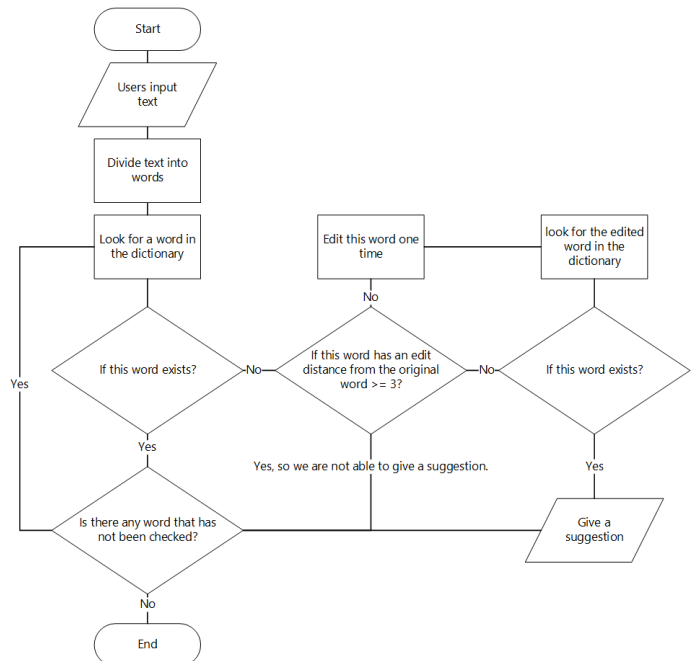 Start
Users input
text
Divide text into
words
Look for a word in
the dictionary
Edit this word one
time
look for the edited
word in the
dictionary
No
If this word exists?
No
If this word has an edit
distance from the original
word >= 3?
No
If this word exists?
Yes
Yes
Yes, so we are not able to give a suggestion.
Yes
Is there any word that has
not been checked?
Give a
suggestion
No
End